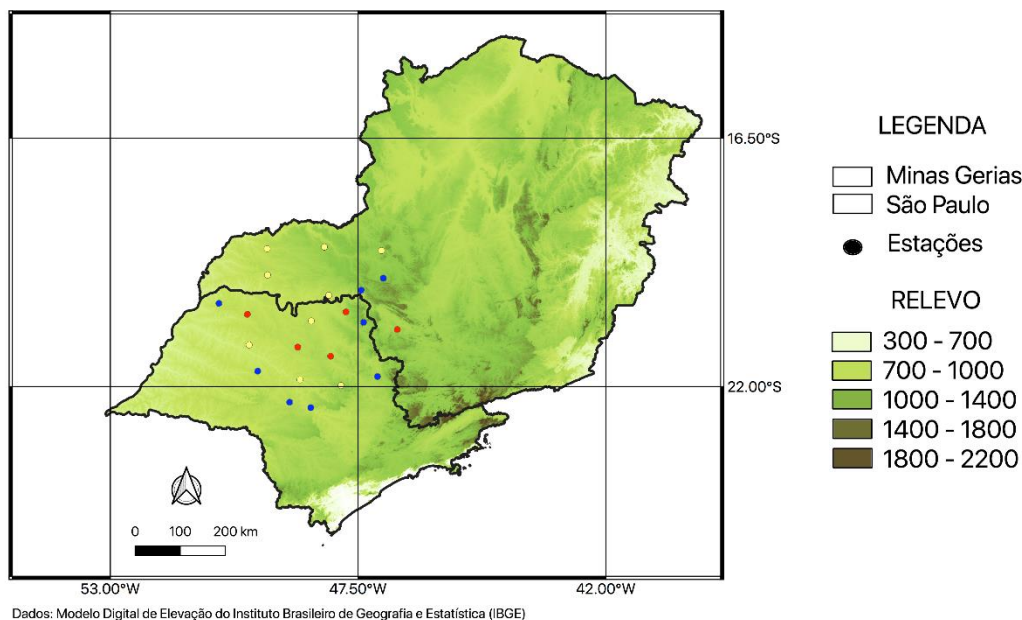 LEGENDA
16.50°S
Minas Gerias
São Paulo
Estações
RELEVO
300 - 700
700 - 1000
22.00°S
1000 - 1400
1400 - 1800
1800 - 2200
0 100 200 km
53.00°W 47.50°W 42.00°W
Dados: Modelo Digital de Elevação do Instituto Brasileiro de Geografia e Estatística (IBGE)